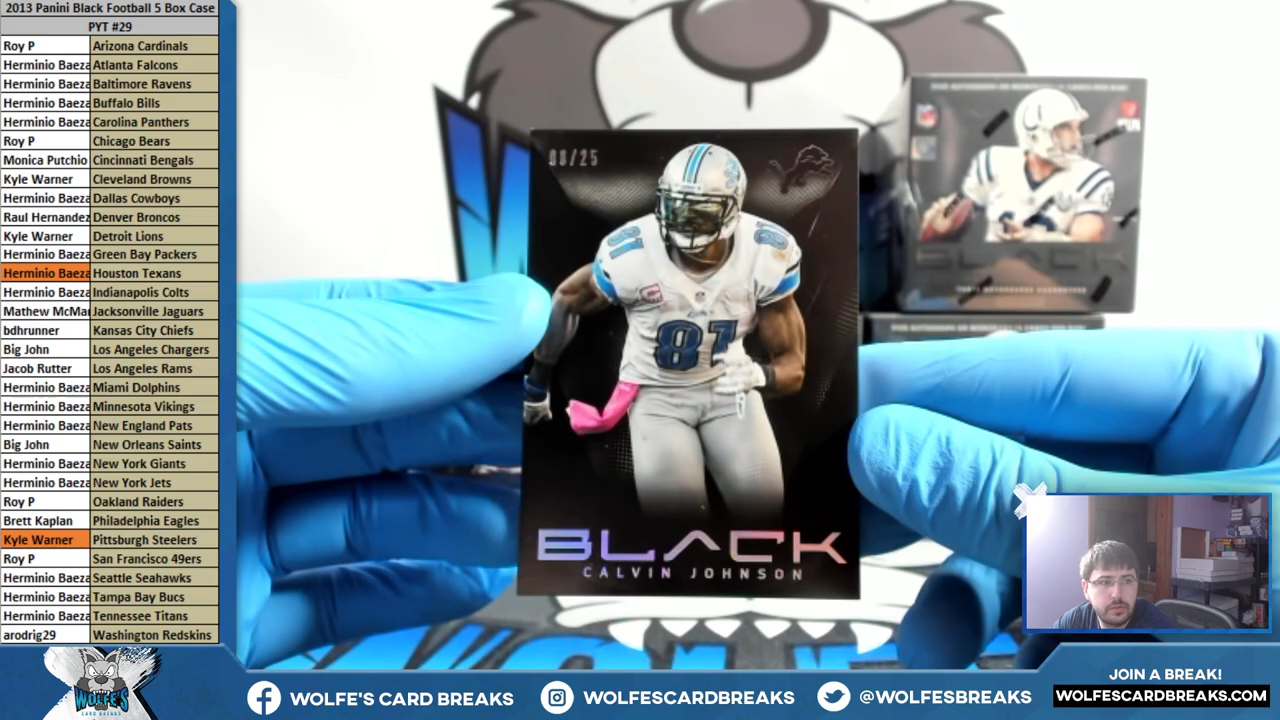 2013 Panini Black Football 5 Box Case
PYT #29
Roy P Arizona Cardinals
Herminio Baeza Atlanta Falcons
Herminio Baeza Baltimore Ravens
Herminio Baeza Buffalo Bills
Herminio Baeza Carolina Panthers
Roy P Chicago Bears
Monica Putchio Cincinnati Bengals
Kyle Warner Cleveland Browns
Herminio Baeza Dallas Cowboys
Raul Hernandez Denver Broncos
Kyle Warner Detroit Lions
Herminio Baeza Green Bay Packers
Herminio Baeza Houston Texans
Herminio Baeza Indianapolis Colts
Mathew McMa Jacksonville Jaguars
bdhrunner Kansas City Chiefs
Big John Los Angeles Chargers
Jacob Rutter Los Angeles Rams
Herminio Baeza Miami Dolphins
Herminio Baeza Minnesota Vikings
Herminio Baeza New England Pats
Big John New Orleans Saints
Herminio Baeza New York Giants
Herminio Baeza New York Jets
Roy P Oakland Raiders
Brett Kaplan Philadelphia Eagles
Kyle Warner Pittsburgh Steelers
Roy P San Francisco 49ers
Herminio Baeza Seattle Seahawks
Herminio Baeza Tampa Bay Bucs
Herminio Baeza Tennessee Titans
arodrig29 Washington Redskins
/25
81
81
81
BLACK
CALVIN JOHNSON
BLACK
WOLFE'S
CARD BREAKS
WOLFE'S CARD BREAKS
WOLFESCARDBREAKS
@WOLFESBREAKS
JOIN A BREAK!
WOLFESCARDBREAKS.COM